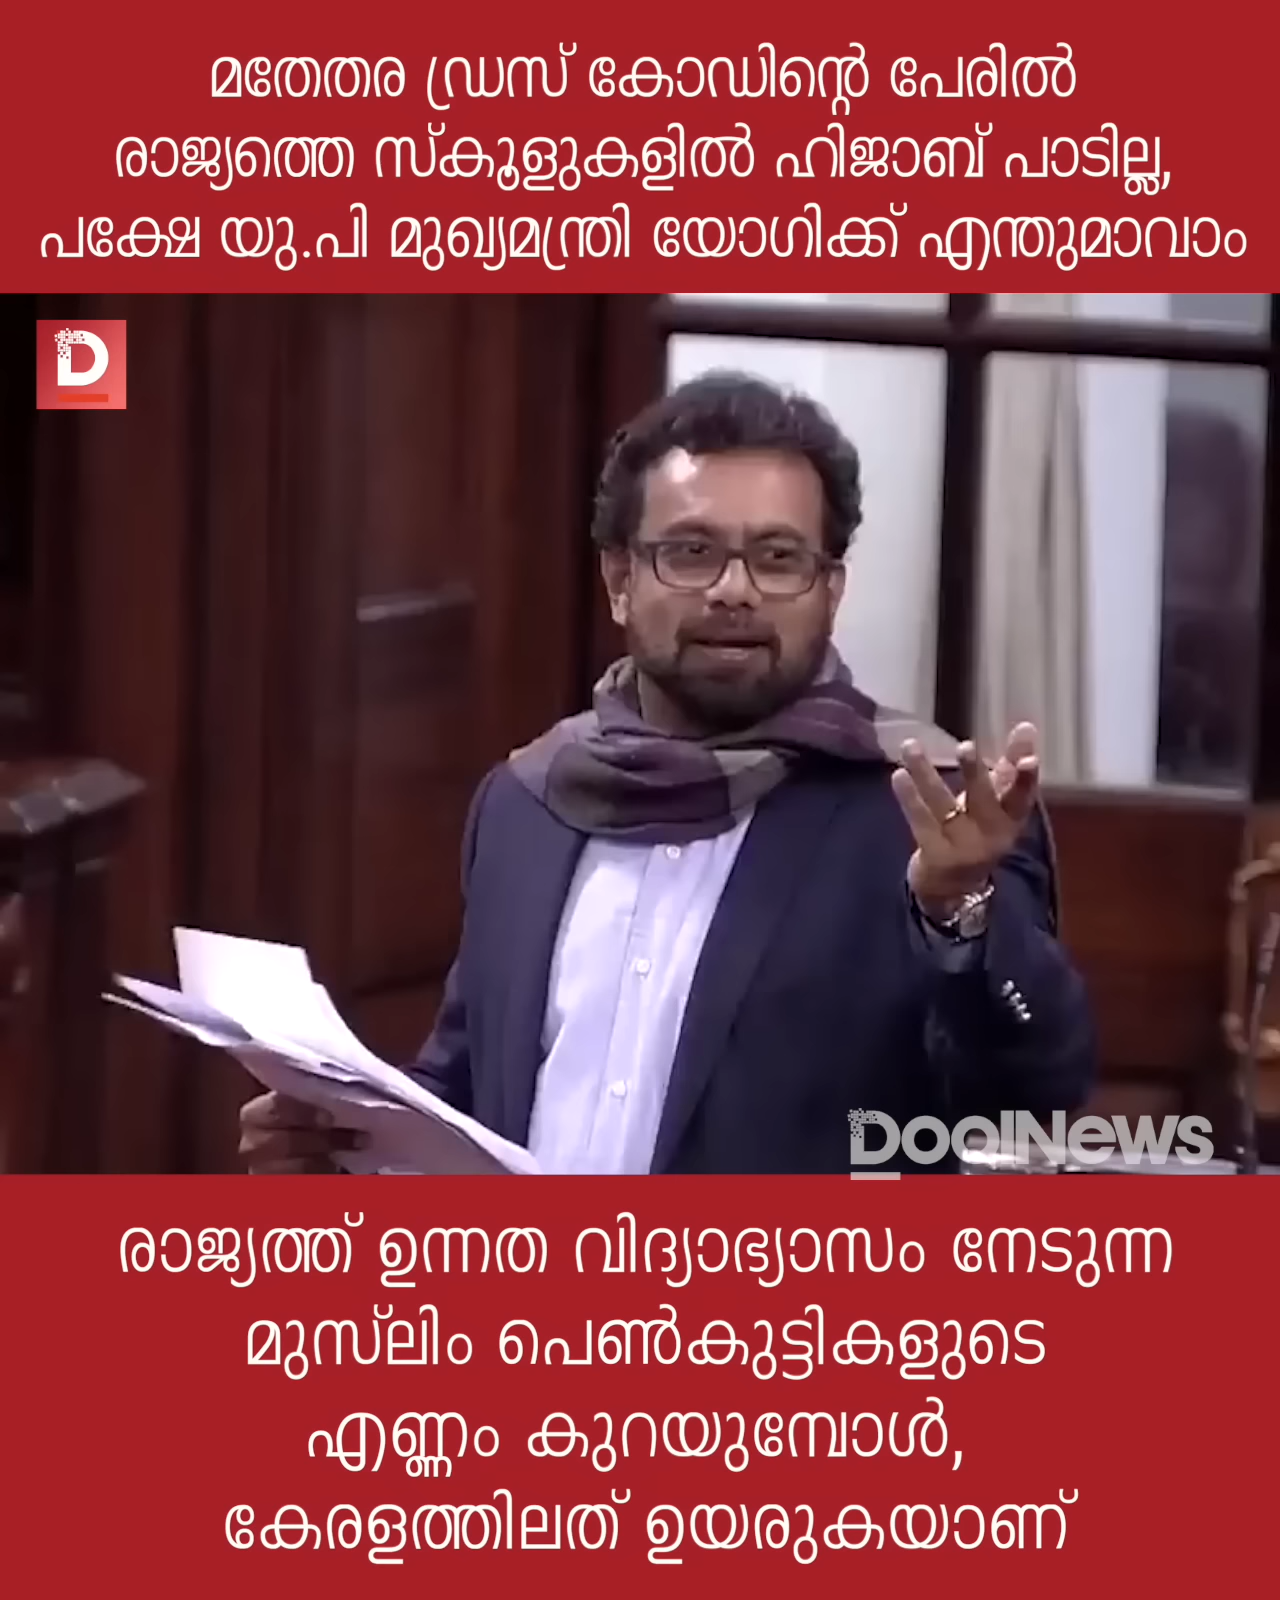 മതേതര ഡ്രസ് കോഡിന്റെ പേരിൽ
രാജ്യത്തെ സ്കൂളുകളിൽ ഹിജാബ് പാടില്ല,
പക്ഷേ യു.പി മുഖ്യമന്ത്രി യോഗിക്ക് എന്തുമാവാം
D
DoolNews
രാജ്യത്ത് ഉന്നത വിദ്യാഭ്യാസം നേടുന്ന
മുസ്‌ലിം പെൺകുട്ടികളുടെ
എണ്ണം കുറയുമ്പോൾ,
കേരളത്തിലത് ഉയരുകയാണ്